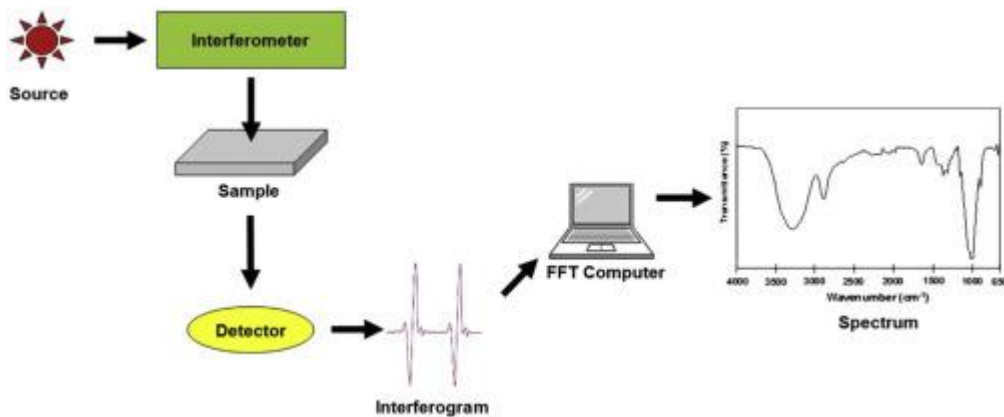 Source
Interferometer
Sample
Detector
Interferogram
FFT Computer
Transmittance (%)
4000 3500 3000 2500 2000 1500 1000 650
Wavenumber (cm⁻¹)
Spectrum